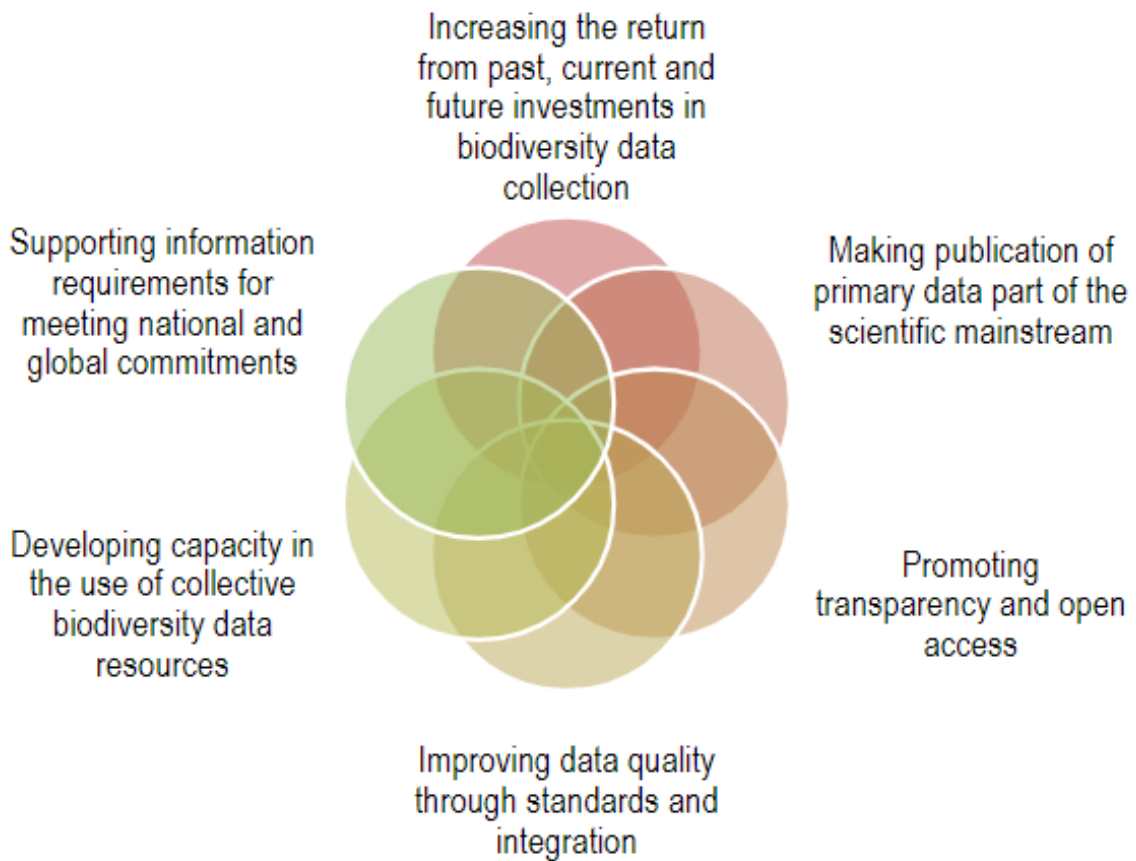 Increasing the return
from past, current and
future investments in
biodiversity data
collection
Making publication of
primary data part of the
scientific mainstream
Promoting
transparency and open
access
Improving data quality
through standards and
integration
Developing capacity in
the use of collective
biodiversity data
resources
Supporting information
requirements for
meeting national and
global commitments